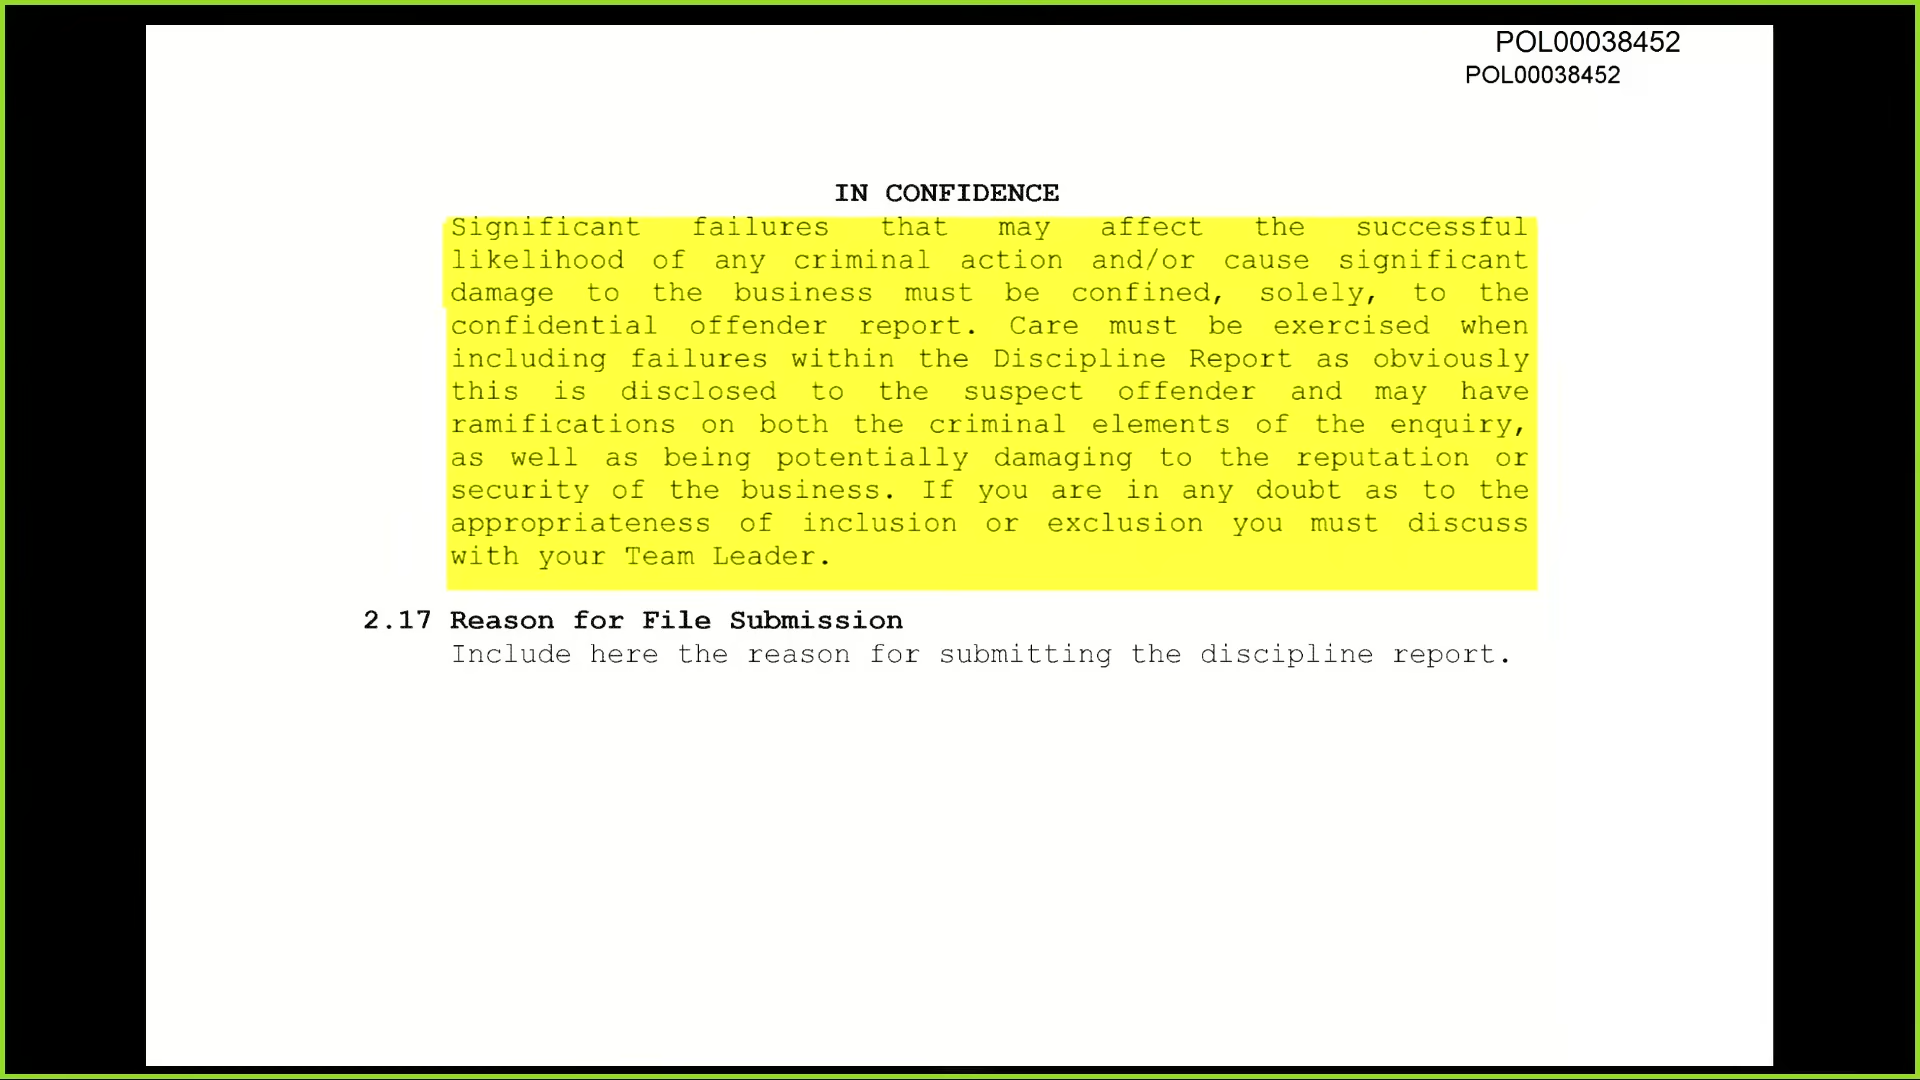 POL00038452
POL00038452
IN CONFIDENCE
Significant failures that may affect the successful
likelihood of any criminal action and/or cause significant
damage to the business must be confined, solely, to the
confidential offender report. Care must be exercised when
including failures within the Discipline Report as obviously
this is disclosed to the suspect offender and may have
ramifications on both the criminal elements of the enquiry,
as well as being potentially damaging to the reputation or
security of the business. If you are in any doubt as to the
appropriateness of inclusion or exclusion you must discuss
with your Team Leader.
2.17 Reason for File Submission
Include here the reason for submitting the discipline report.